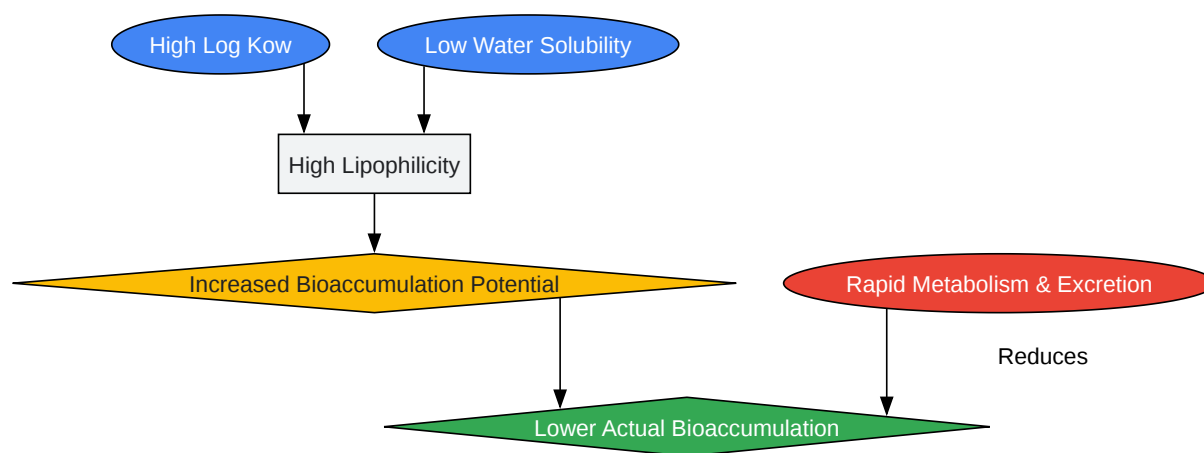 High Log Kow
Low Water Solubility
High Lipophilicity
Increased Bioaccumulation Potential
Rapid Metabolism & Excretion
Reduces
Lower Actual Bioaccumulation